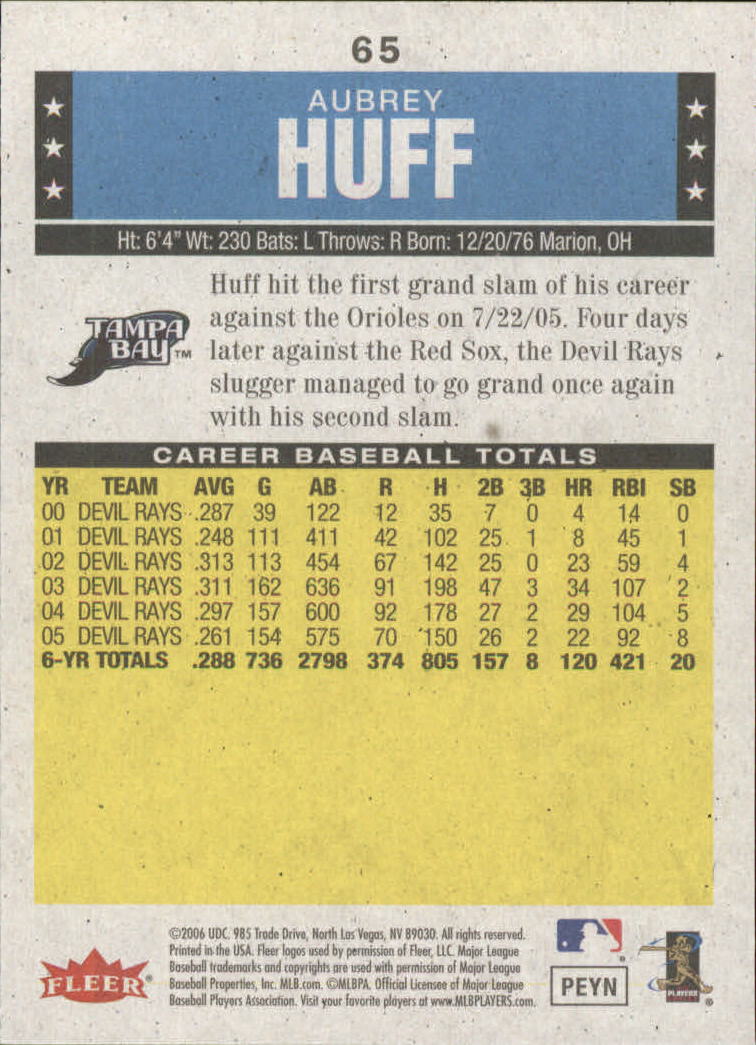 65
AUBREY
HUFF
Ht: 6'4" Wt: 230 Bats: L Throws: R Born: 12/20/76 Marion, OH
Huff hit the first grand slam of his career
against the Orioles on 7/22/05. Four days
later against the Red Sox, the Devil Rays
slugger managed to go grand once again
with his second slam.
TAMPA
BAY TM
CAREER BASEBALL TOTALS
YR TEAM AVG G AB R H 2B 3B HR RBI SB
00 DEVIL RAYS .287 39 122 12 35 7 0 4 14 0
01 DEVIL RAYS .248 111 411 42 102 25 1 8 45 1
02 DEVIL RAYS .313 113 454 67 142 25 0 23 59 4
03 DEVIL RAYS .311 162 636 91 198 47 3 34 107 2
04 DEVIL RAYS .297 157 600 92 178 27 2 29 104 5
05 DEVIL RAYS .261 154 575 70 150 26 2 22 92 8
6-YR TOTALS .288 736 2798 374 805 157 8 120 421 20
©2006 UDC. 985 Trade Drive, North Las Vegas, NV 89030. All rights reserved.
Printed in the USA. Fleer logos used by permission of Fleer, LLC. Major League
Baseball trademarks and copyrights are used with permission of Major League
Baseball Properties, Inc. MLB.com. ©MLBPA. Official Licensee of Major League
Baseball Players Association. Visit your favorite players at www.MLBPLAYERS.com.
FLEER®
®
PEYN
PLAYERS
®